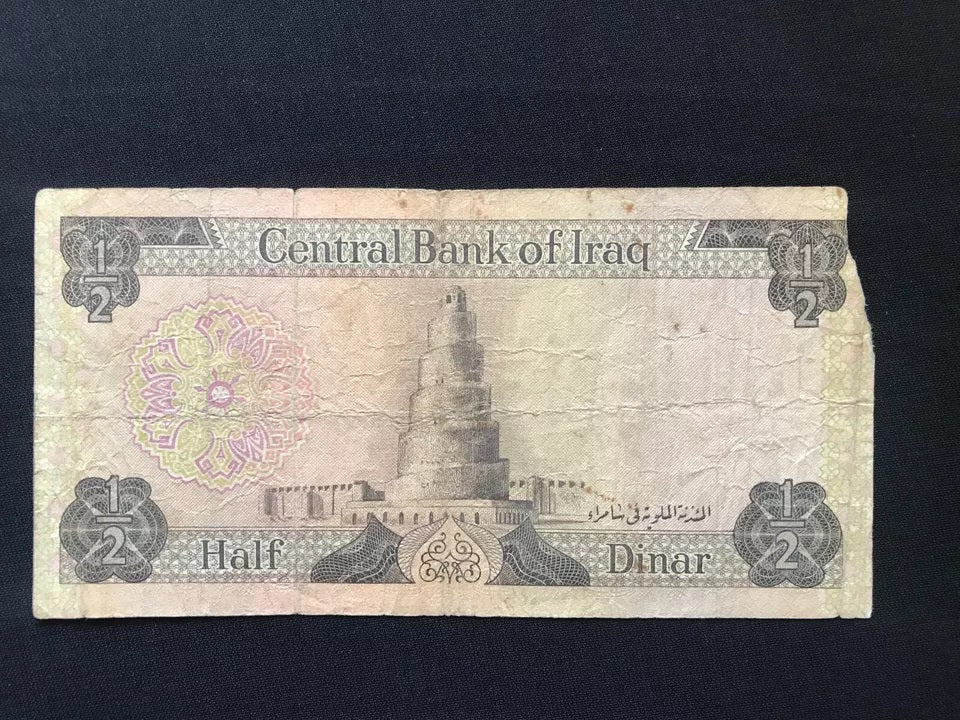 1/2 Central Bank of Iraq 1/2
المئذنة الملوية في سامراء
1/2 Half Dinar 1/2